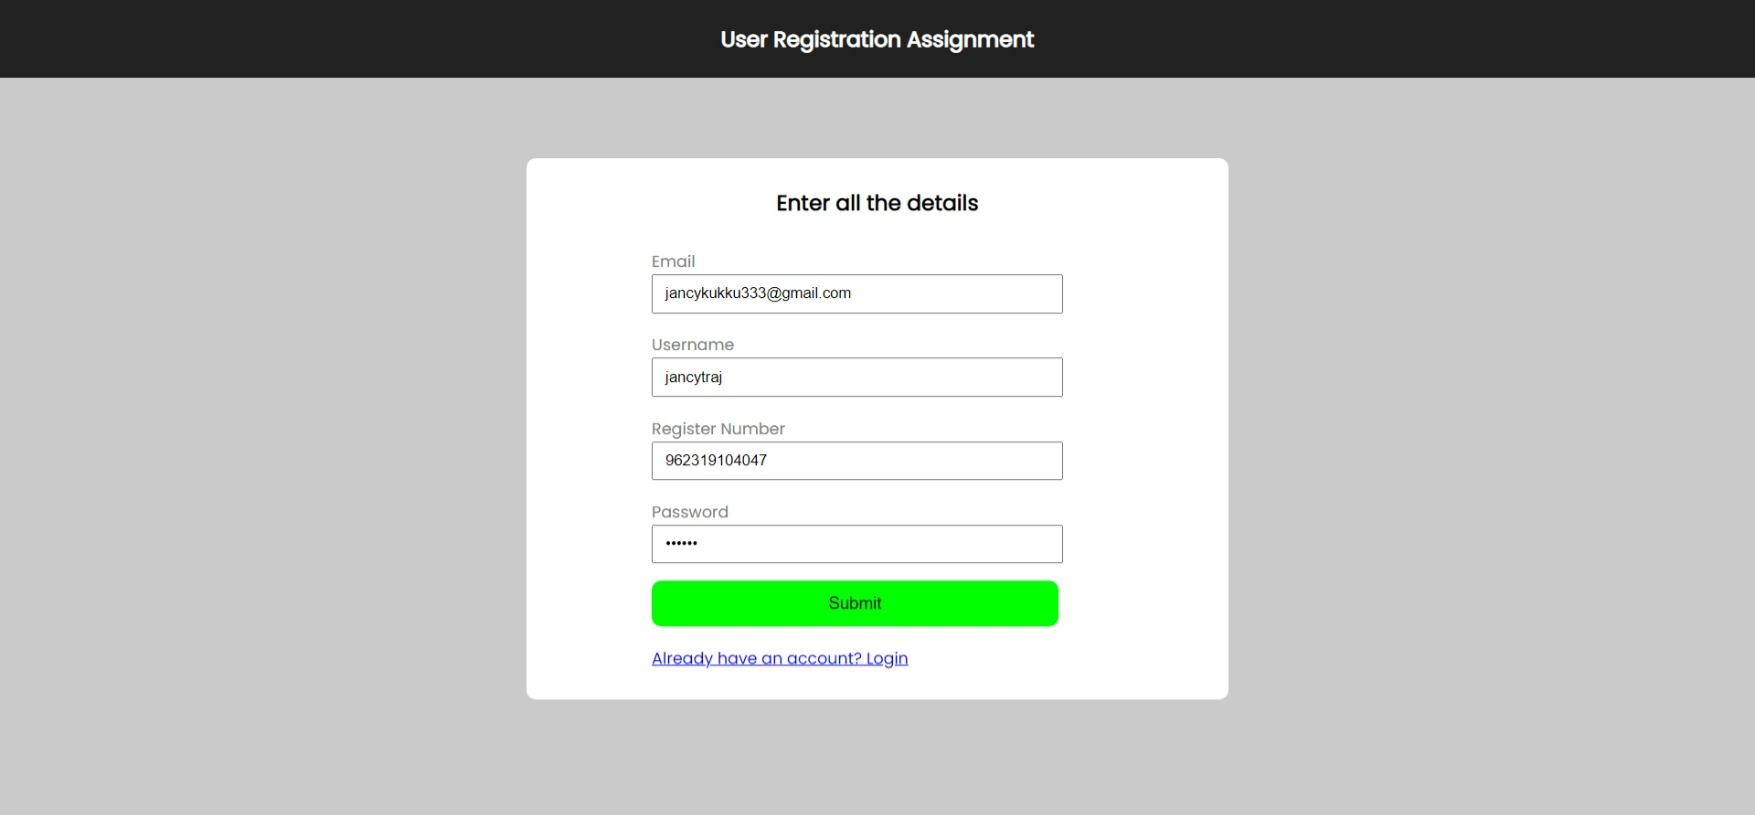 User Registration Assignment
Enter all the details
Email
jancykukku333@gmail.com
Username
jancytraj
Register Number
962319104047
Password
••••••
Submit
Already have an account? Login